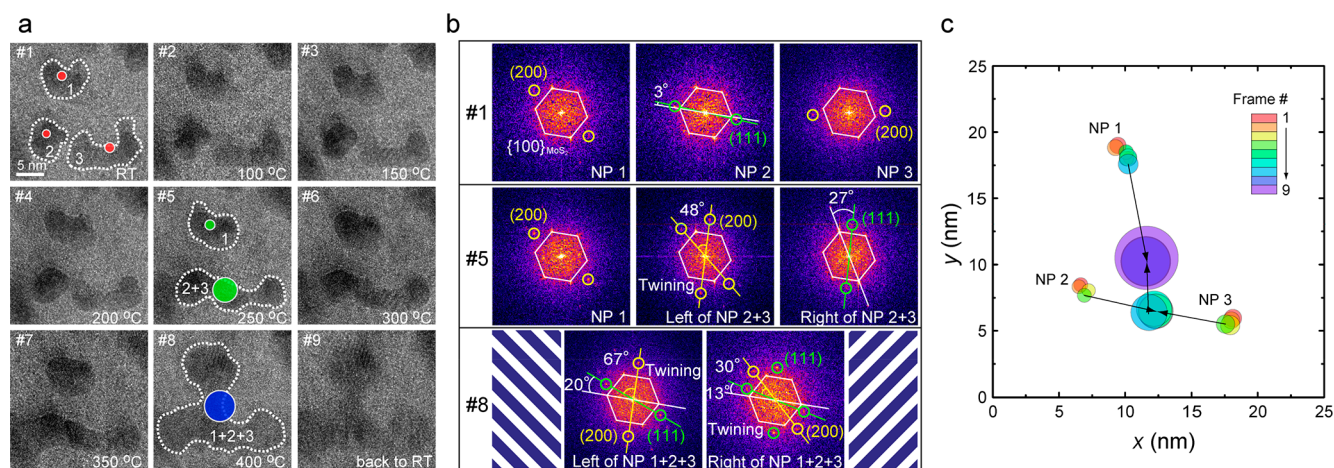 a
#1
1
2
3
5 nm
RT
#2
100 °C
#3
150 °C
#4
200 °C
#5
1
2+3
250 °C
#6
300 °C
#7
350 °C
#8
1+2+3
400 °C
#9
back to RT
b
#1
(200)
{100}MoS2
NP 1
3°
(111)
NP 2
(200)
NP 3
#5
(200)
NP 1
48°
(200)
Twining
Left of NP 2+3
27°
(111)
Right of NP 2+3
#8
67°
Twining
20°
(200)
(111)
Left of NP 1+2+3
30°
(111)
13°
Twining
(200)
Right of NP 1+2+3
c
Frame #
1
9
NP 1
NP 2
NP 3
25
20
15
10
5
0
y (nm)
0 5 10 15 20 25
x (nm)